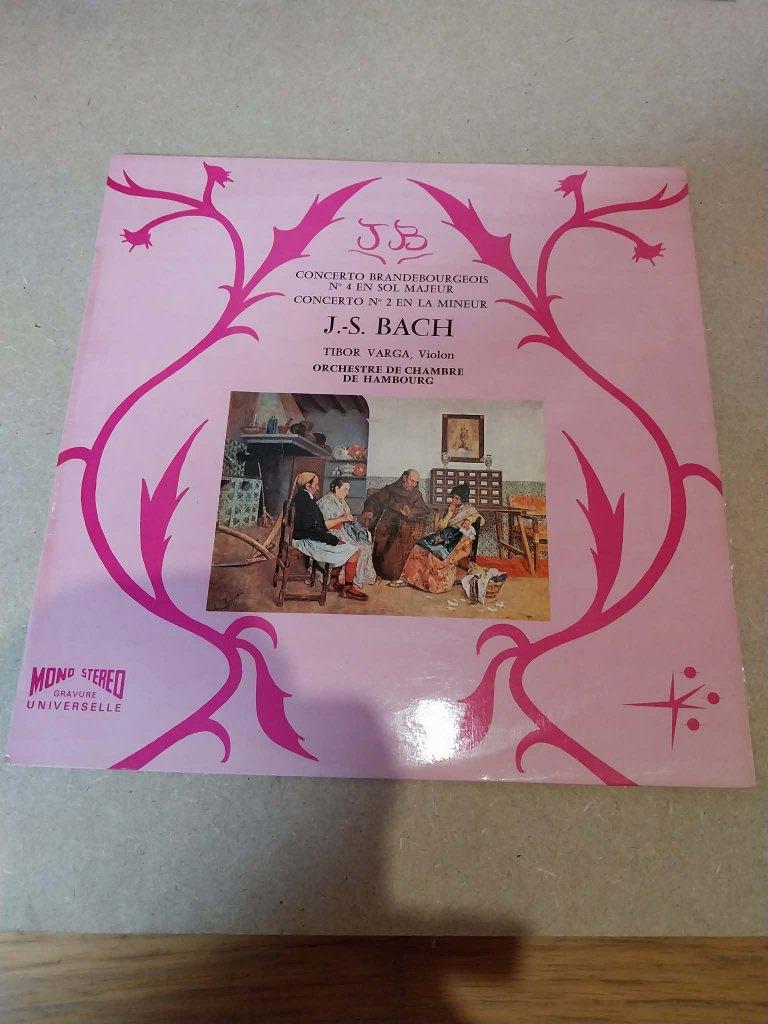 JB
CONCERTO BRANDEBOURGEOIS
N° 4 EN SOL MAJEUR
CONCERTO N° 2 EN LA MINEUR
J.-S. BACH
TIBOR VARGA, Violon
ORCHESTRE DE CHAMBRE
DE HAMBOURG
MONO STEREO
GRAVURE
UNIVERSELLE